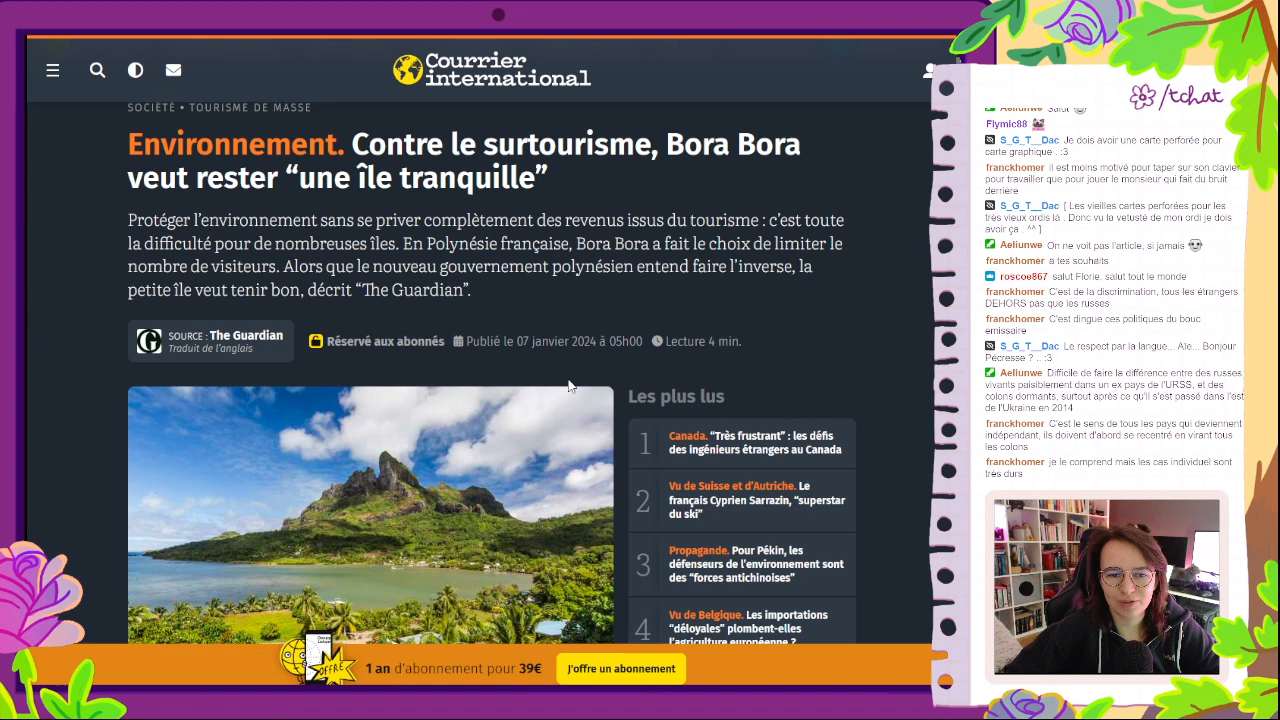 Courrier
international
SOCIÉTÉ • TOURISME DE MASSE
Environnement. Contre le surtourisme, Bora Bora
veut rester “une île tranquille”
Protéger l’environnement sans se priver complètement des revenus issus du tourisme : c’est toute
la difficulté pour de nombreuses îles. En Polynésie française, Bora Bora a fait le choix de limiter le
nombre de visiteurs. Alors que le nouveau gouvernement polynésien entend faire l’inverse, la
petite île veut tenir bon, décrit “The Guardian”.
SOURCE : The Guardian
Traduit de l'anglais
Réservé aux abonnés
Publié le 07 janvier 2024 à 05h00
Lecture 4 min.
Les plus lus
1
Canada. “Très frustrant” : les défis
des ingénieurs étrangers au Canada
2
Vu de Suisse et d’Autriche. Le
français Cyprien Sarrazin, “superstar
du ski”
3
Propagande. Pour Pékin, les
défenseurs de l’environnement sont
des “forces antichinoises”
4
Vu de Belgique. Les importations
“déloyales” plombent-elles
l’agriculture européenne ?
OFFRE
1 an d’abonnement pour 39€
J'offre un abonnement
/tchat
Aeliunwe Salut
Flymic88
S_G_T__Dac Je dois avoir une carte perforée pour
carte graphique . :3
franckhomer Il est moins motivé pour taper sur son clavier
pour travailler que pour jouer le monsieur qui fait du bruit
derrière
S_G_T__Dac [ Les vieilles cartes perforées pour les
très vieux ordis là . Donc vu la vetusté de mon ordi je dois
avoir ça . ^^ ]
Aeliunwe On ne voit pas l'article, si jamais
franckhomer a tes souhaits
roscoe867 salut Florie, salut tout le monde
franckhomer C'est de la discrimination, tous les étrangers
DEHORS pas que les russes
franckhomer C'est dingue ces politiques du bouc
emissaire
S_G_T__Dac Le respect par la langue... Aïe... Bonjour
Pécresse ? .. :3
Aeliunwe Difficile de faire la différence entre des russes
vivants paisiblement dans un ex pays de l'URSS, et des
colons dormants, surtout après ce qu'il s'est passé dans l'est
de l'Ukraine en 2014
franckhomer C'est le sens de tous les pays qui deviennent
indépendant, ils doivent d'abord se recentré en virant tous
les colons
franckhomer je le comprend mais les cas individuel sont
très durs